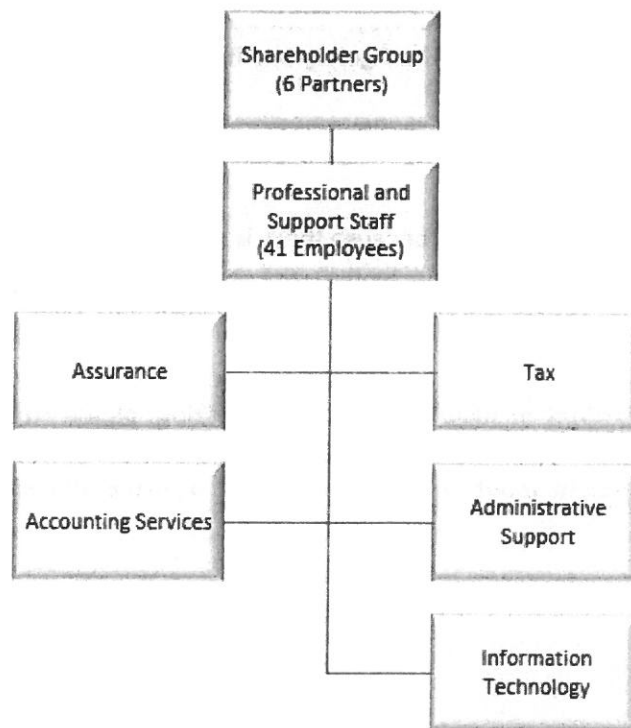 Shareholder Group
(6 Partners)
Professional and
Support Staff
(41 Employees)
Assurance
Tax
Accounting Services
Administrative
Support
Information
Technology